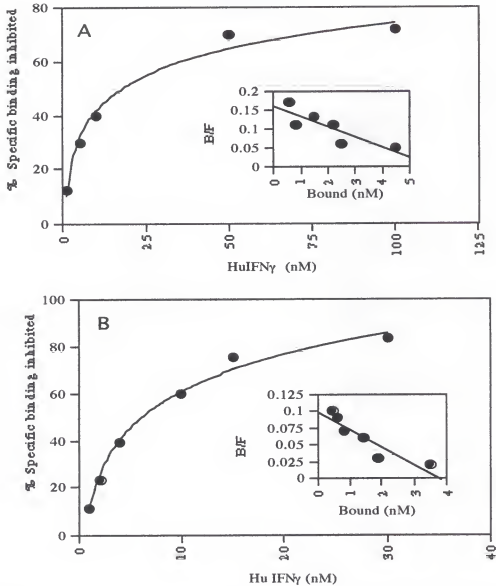 A
% Specific binding inhibited
80
60
40
20
0
0 25 50 75 100 125
HuIFNγ (nM)
B/F
0.2
0.15
0.1
0.05
0
0 1 2 3 4 5
Bound (nM)
B
% Specific binding inhibited
100
80
60
40
20
0
0 10 20 30 40
Hu IFNγ (nM)
B/F
0.125
0.1
0.075
0.05
0.025
0
0 1 2 3 4
Bound (nM)